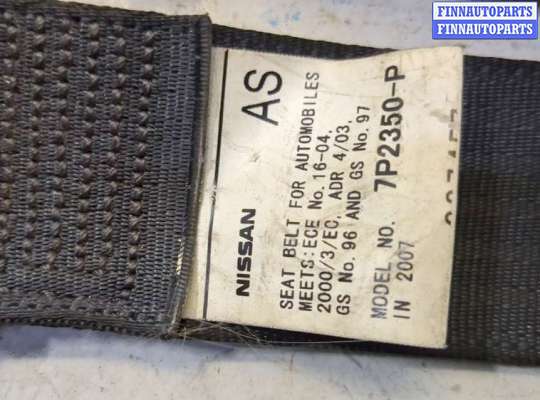 FINNAUTOPARTS
FINNAUTOPARTS
AS
NISSAN
SEAT BELT FOR AUTOMOBILES
MEETS:ECE No.16-04,
2000/3/EC, ADR 4/03,
GS No. 96 AND GS No. 97
MODEL NO. 7P2350-P
IN 2007